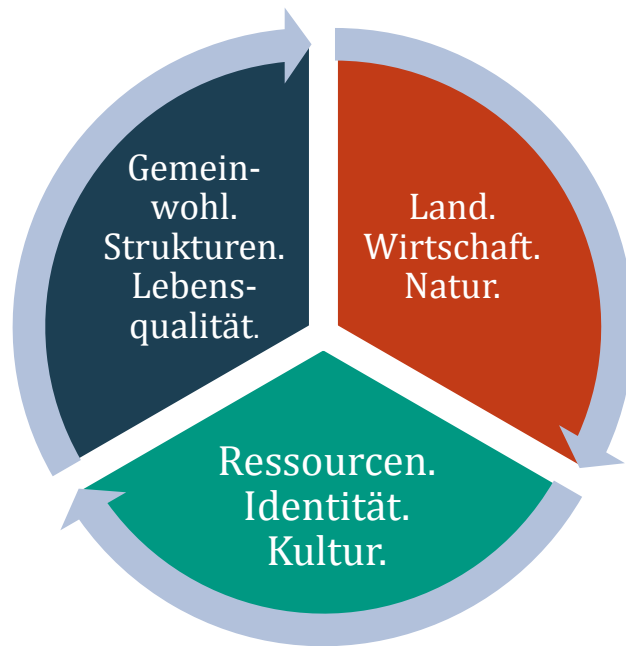 Gemein-
wohl.
Strukturen.
Lebens-
qualität.
Land.
Wirtschaft.
Natur.
Ressourcen.
Identität.
Kultur.